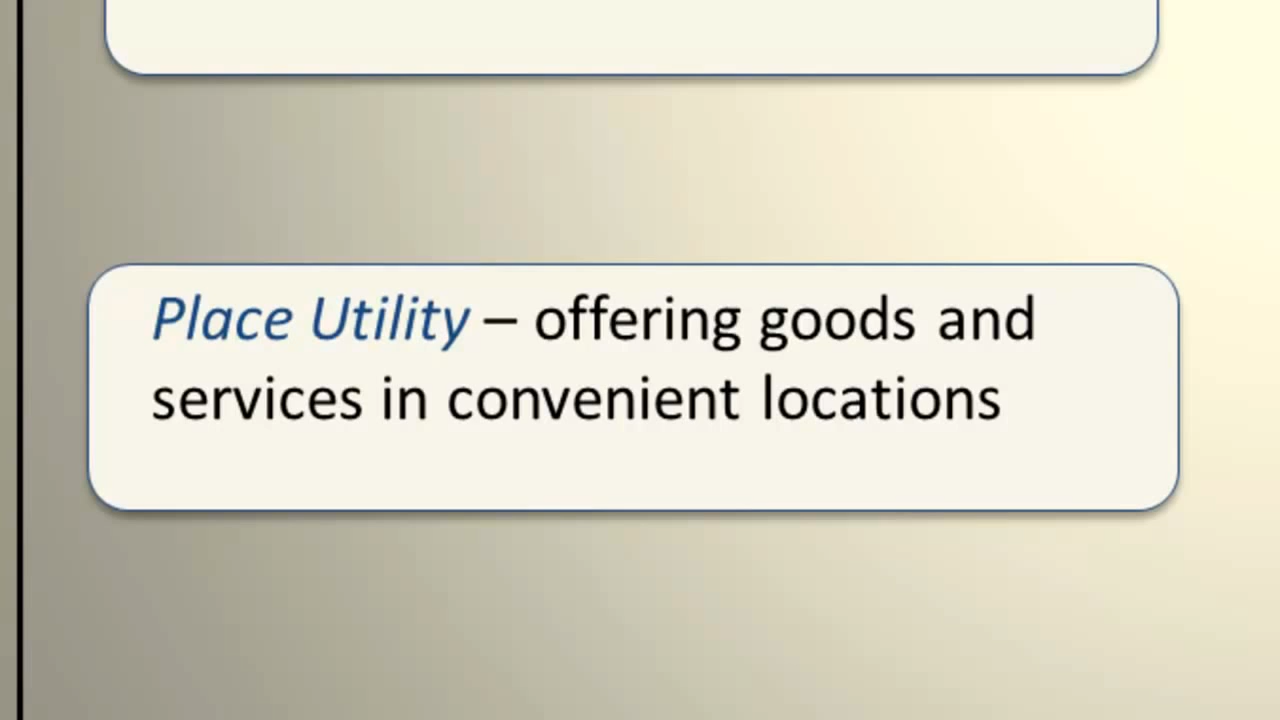 Place Utility – offering goods and
services in convenient locations